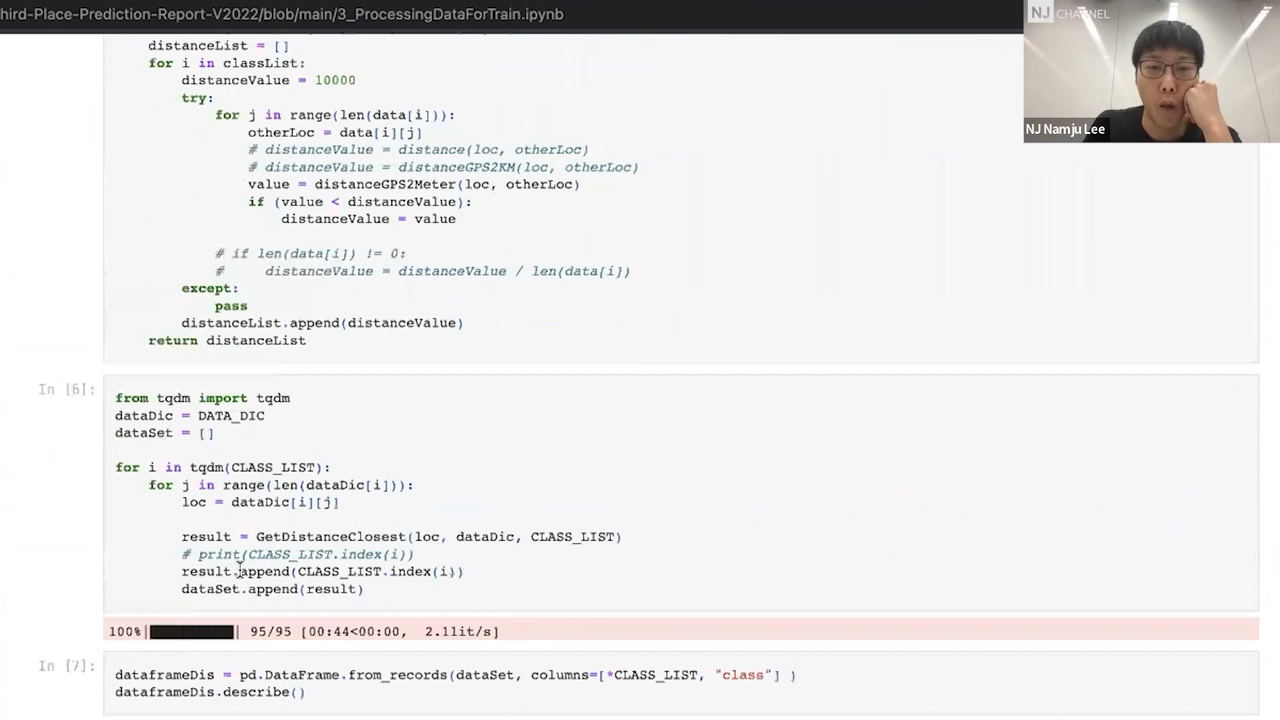 hird-Place-Prediction-Report-V2022/blob/main/3_ProcessingDataForTrain.ipynb
NJ CHANNEL
NJ Namju Lee
distanceList = []
for i in classList:
distanceValue = 10000
try:
for j in range(len(data[i])):
otherLoc = data[i][j]
# distanceValue = distance(loc, otherLoc)
# distanceValue = distanceGPS2KM(loc, otherLoc)
value = distanceGPS2Meter(loc, otherLoc)
if (value < distanceValue):
distanceValue = value
# if len(data[i]) != 0:
# distanceValue = distanceValue / len(data[i])
except:
pass
distanceList.append(distanceValue)
return distanceList
In [6]:
from tqdm import tqdm
dataDic = DATA_DIC
dataSet = []
for i in tqdm(CLASS_LIST):
for j in range(len(dataDic[i])):
loc = dataDic[i][j]
result = GetDistanceClosest(loc, dataDic, CLASS_LIST)
# print(CLASS_LIST.index(i))
result.append(CLASS_LIST.index(i))
dataSet.append(result)
100%| | 95/95 [00:44<00:00, 2.11it/s]
In [7]:
dataframeDis = pd.DataFrame.from_records(dataSet, columns=[*CLASS_LIST, "class"] )
dataframeDis.describe()